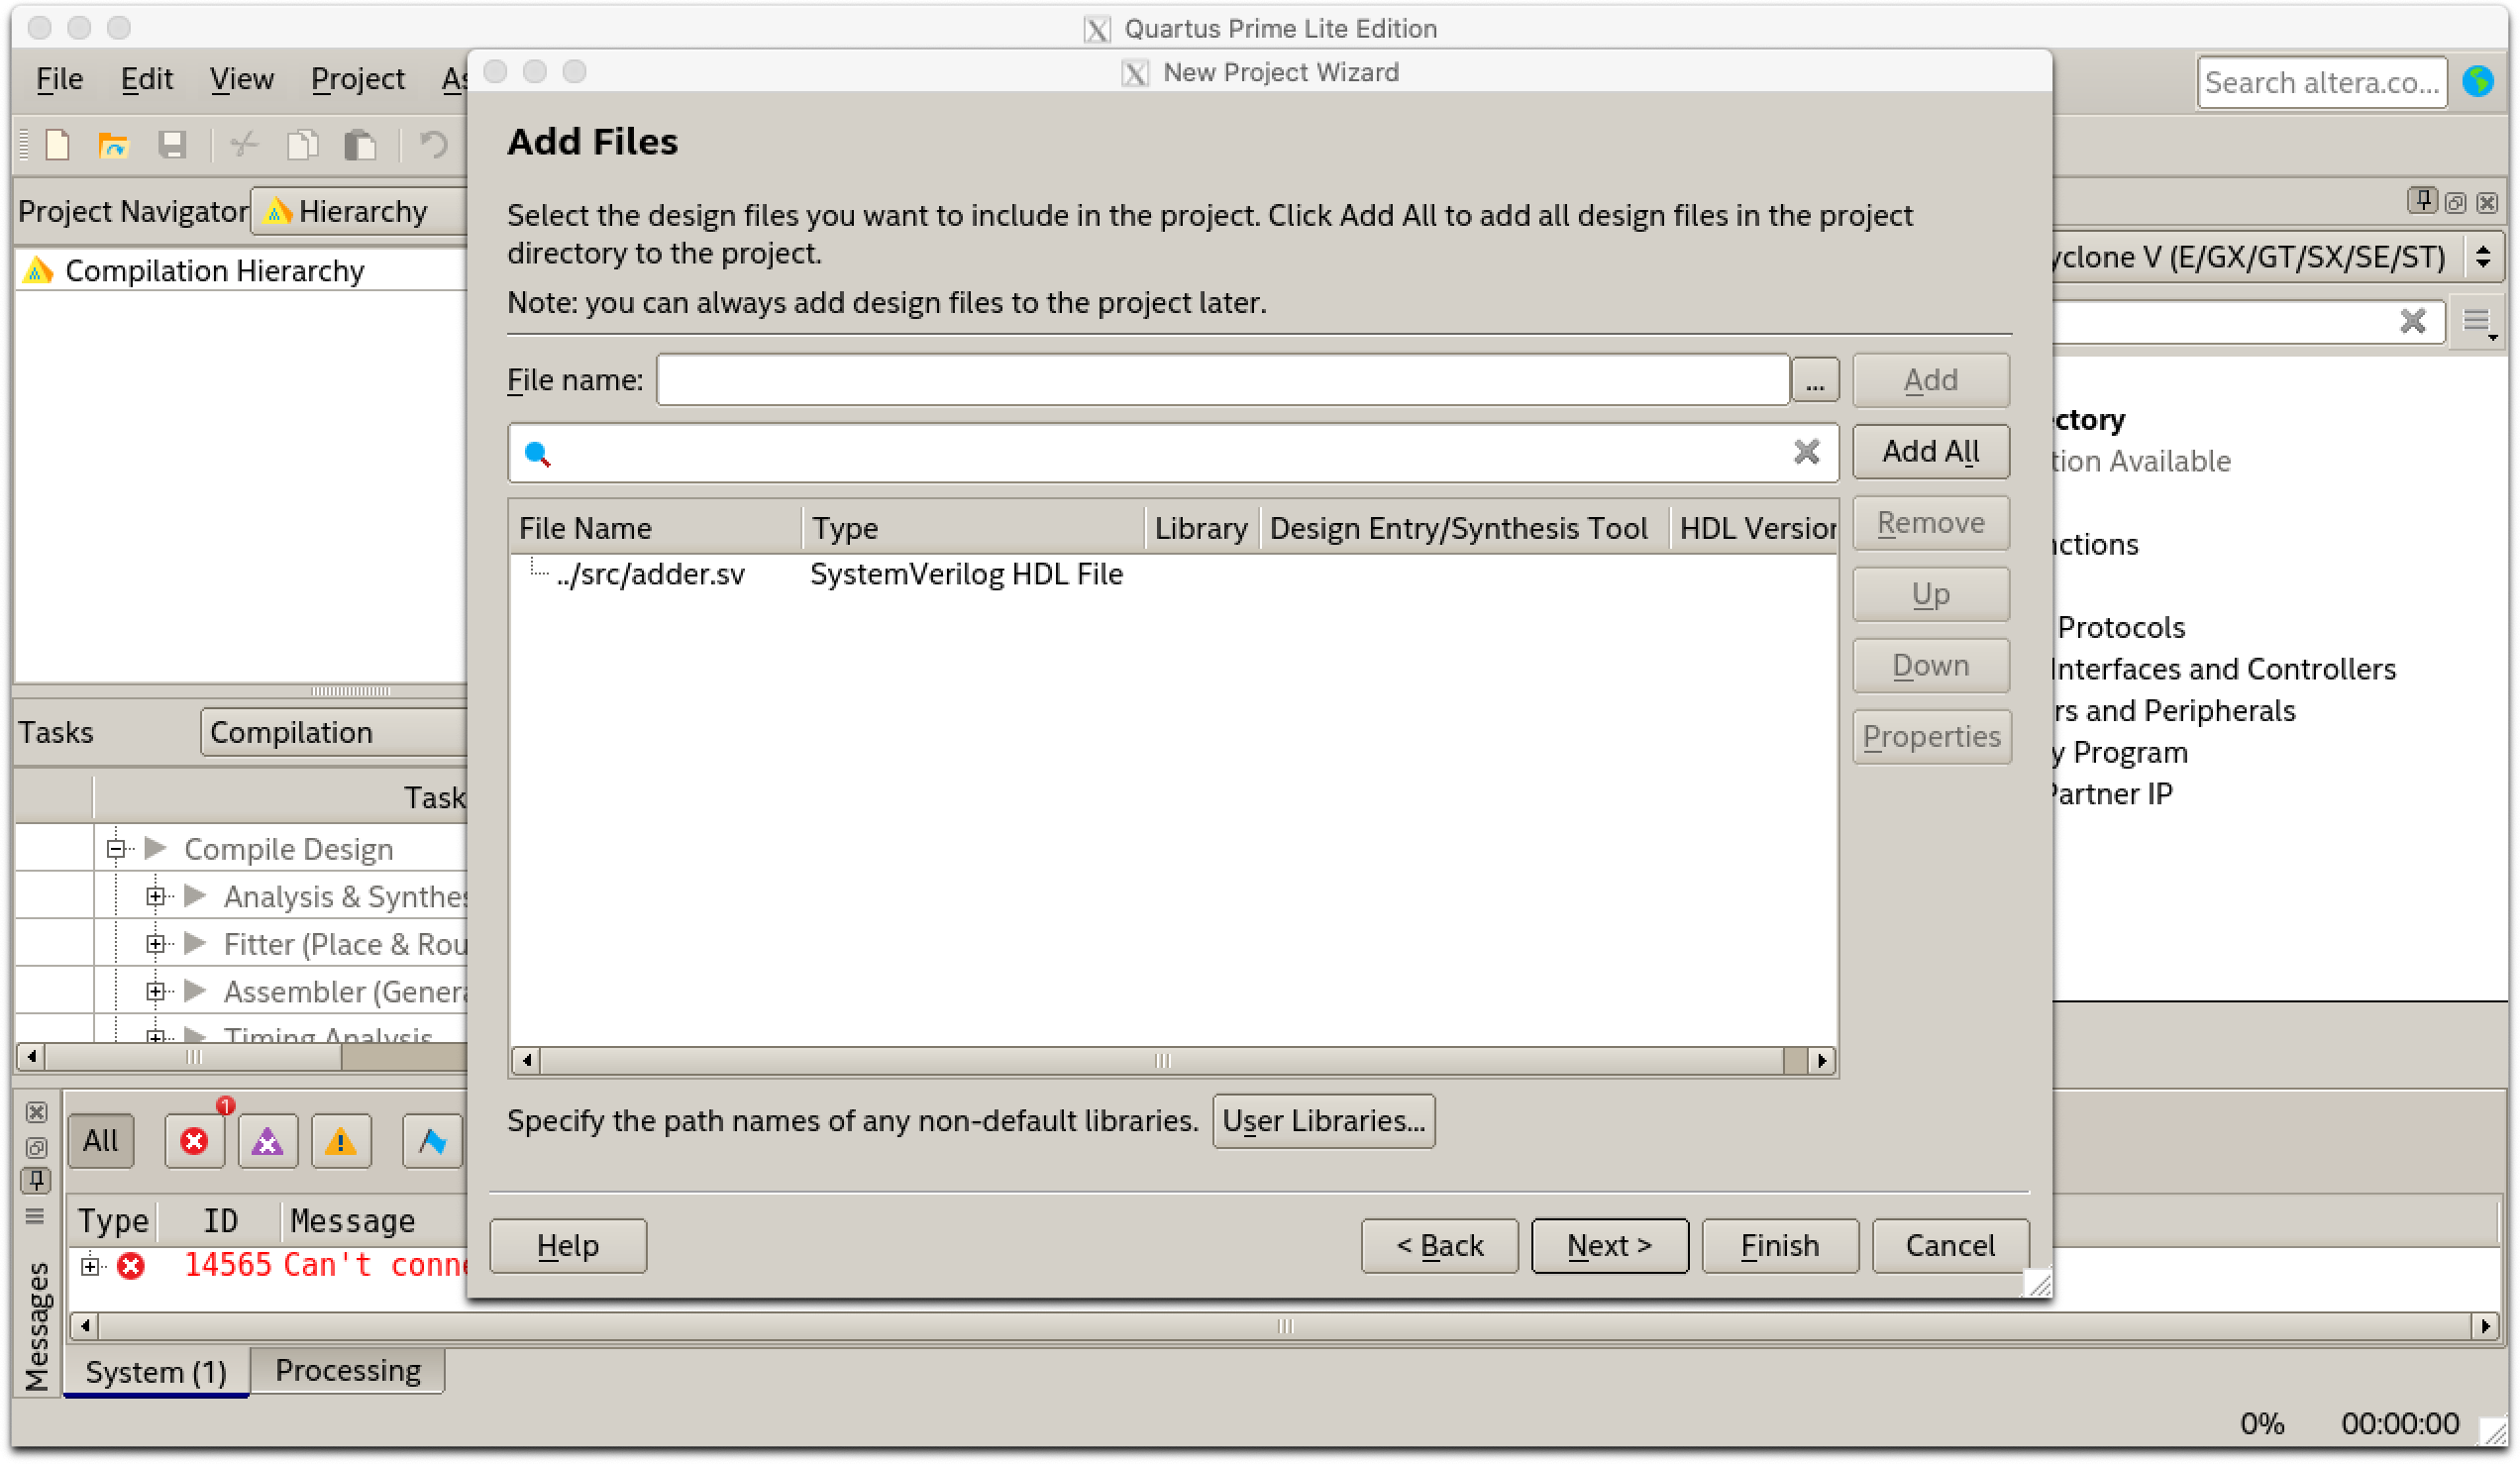 Quartus Prime Lite Edition
File Edit View Project As
Search altera.co...
New Project Wizard
Project Navigator Hierarchy
Compilation Hierarchy
Add Files
Select the design files you want to include in the project. Click Add All to add all design files in the project
directory to the project.
Note: you can always add design files to the project later.
File name: ... Add
Add All
File Name Type Library Design Entry/Synthesis Tool HDL Version
../src/adder.sv SystemVerilog HDL File
Remove
Up
Down
Properties
Specify the path names of any non-default libraries. User Libraries...
Help < Back Next > Finish Cancel
yclone V (E/GX/GT/SX/SE/ST)
ectory
tion Available
nctions
Protocols
Interfaces and Controllers
rs and Peripherals
y Program
Partner IP
Tasks Compilation
Task
Compile Design
Analysis & Synthes
Fitter (Place & Rou
Assembler (Genera
Timing Analysis
All 1
Type ID Message
14565 Can't conne
Messages
System (1) Processing
0% 00:00:00